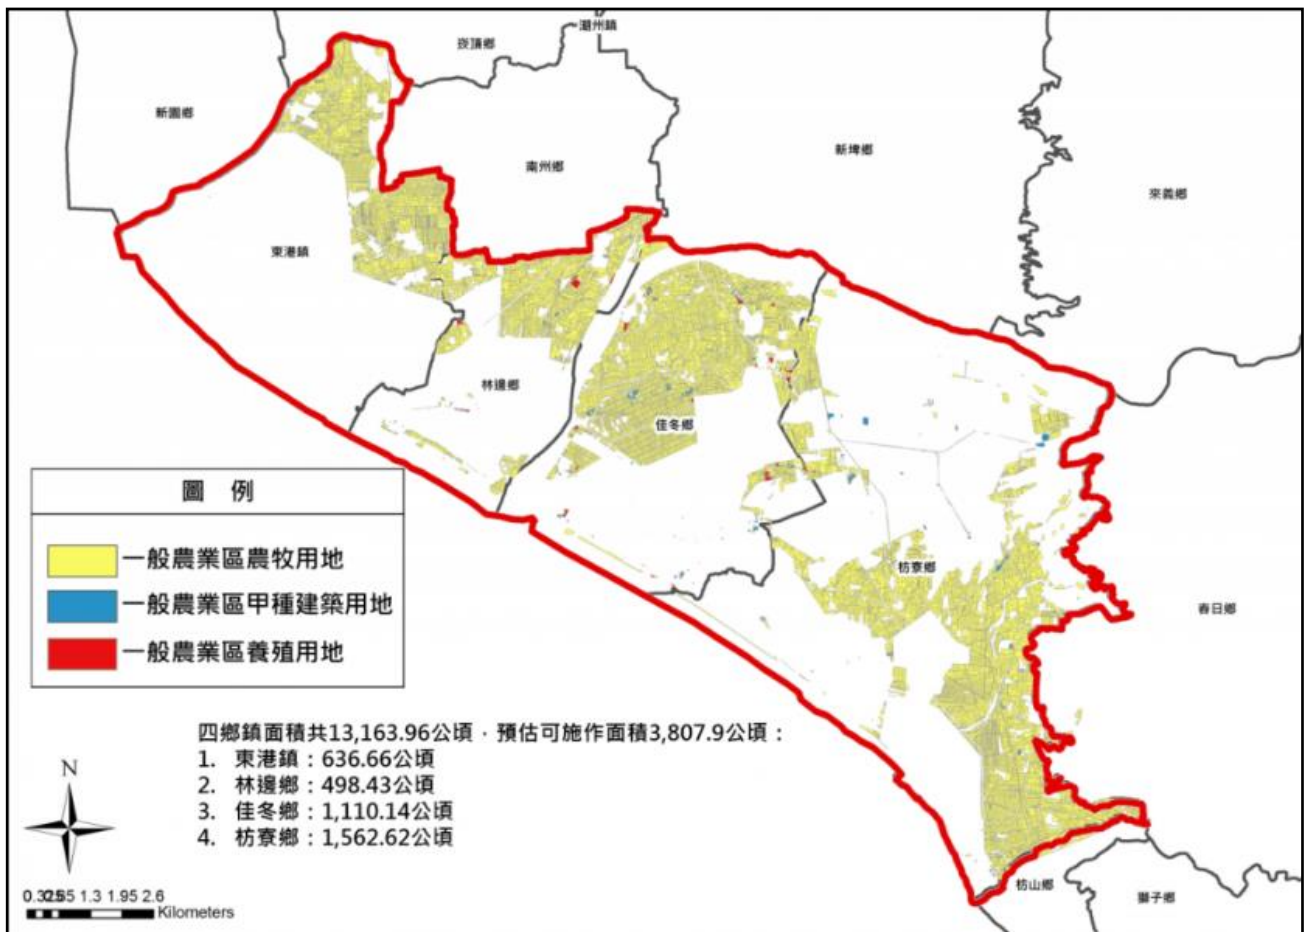 潮州鎮
崁頂鄉
新園鄉
南州鄉
新埤鄉
來義鄉
東港鎮
林邊鄉
佳冬鄉
枋寮鄉
春日鄉
圖 例
一般農業區農牧用地
一般農業區甲種建築用地
一般農業區養殖用地
四鄉鎮面積共13,163.96公頃，預估可施作面積3,807.9公頃：
1. 東港鎮：636.66公頃
2. 林邊鄉：498.43公頃
3. 佳冬鄉：1,110.14公頃
4. 枋寮鄉：1,562.62公頃
N
1.3 1.95 2.6
Kilometers
枋山鄉
獅子鄉